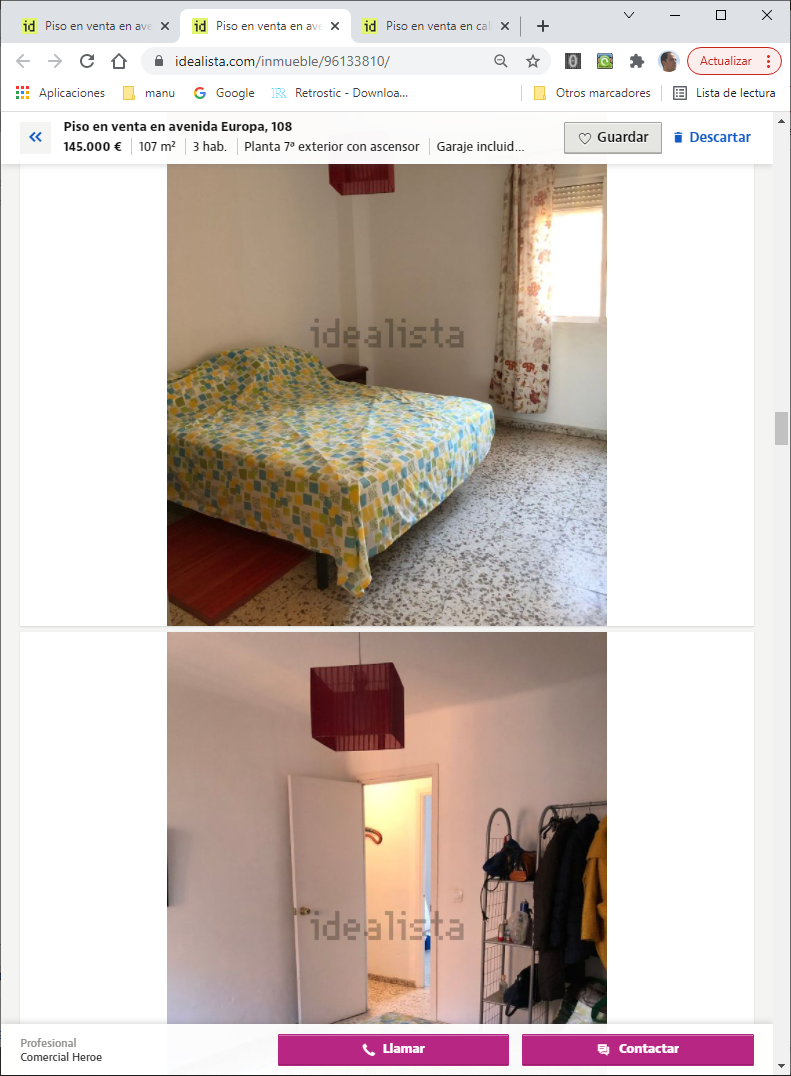 id Piso en venta en ave
id Piso en venta en ave
id Piso en venta en cal
idealista.com/inmueble/96133810/
Actualizar
Aplicaciones manu Google Retrostic - Downloa... Otros marcadores Lista de lectura
Piso en venta en avenida Europa, 108
145.000 € 107 m² 3 hab. Planta 7ª exterior con ascensor Garaje incluid...
Guardar Descartar
idealista
idealista
Profesional
Comercial Heroe
Llamar Contactar